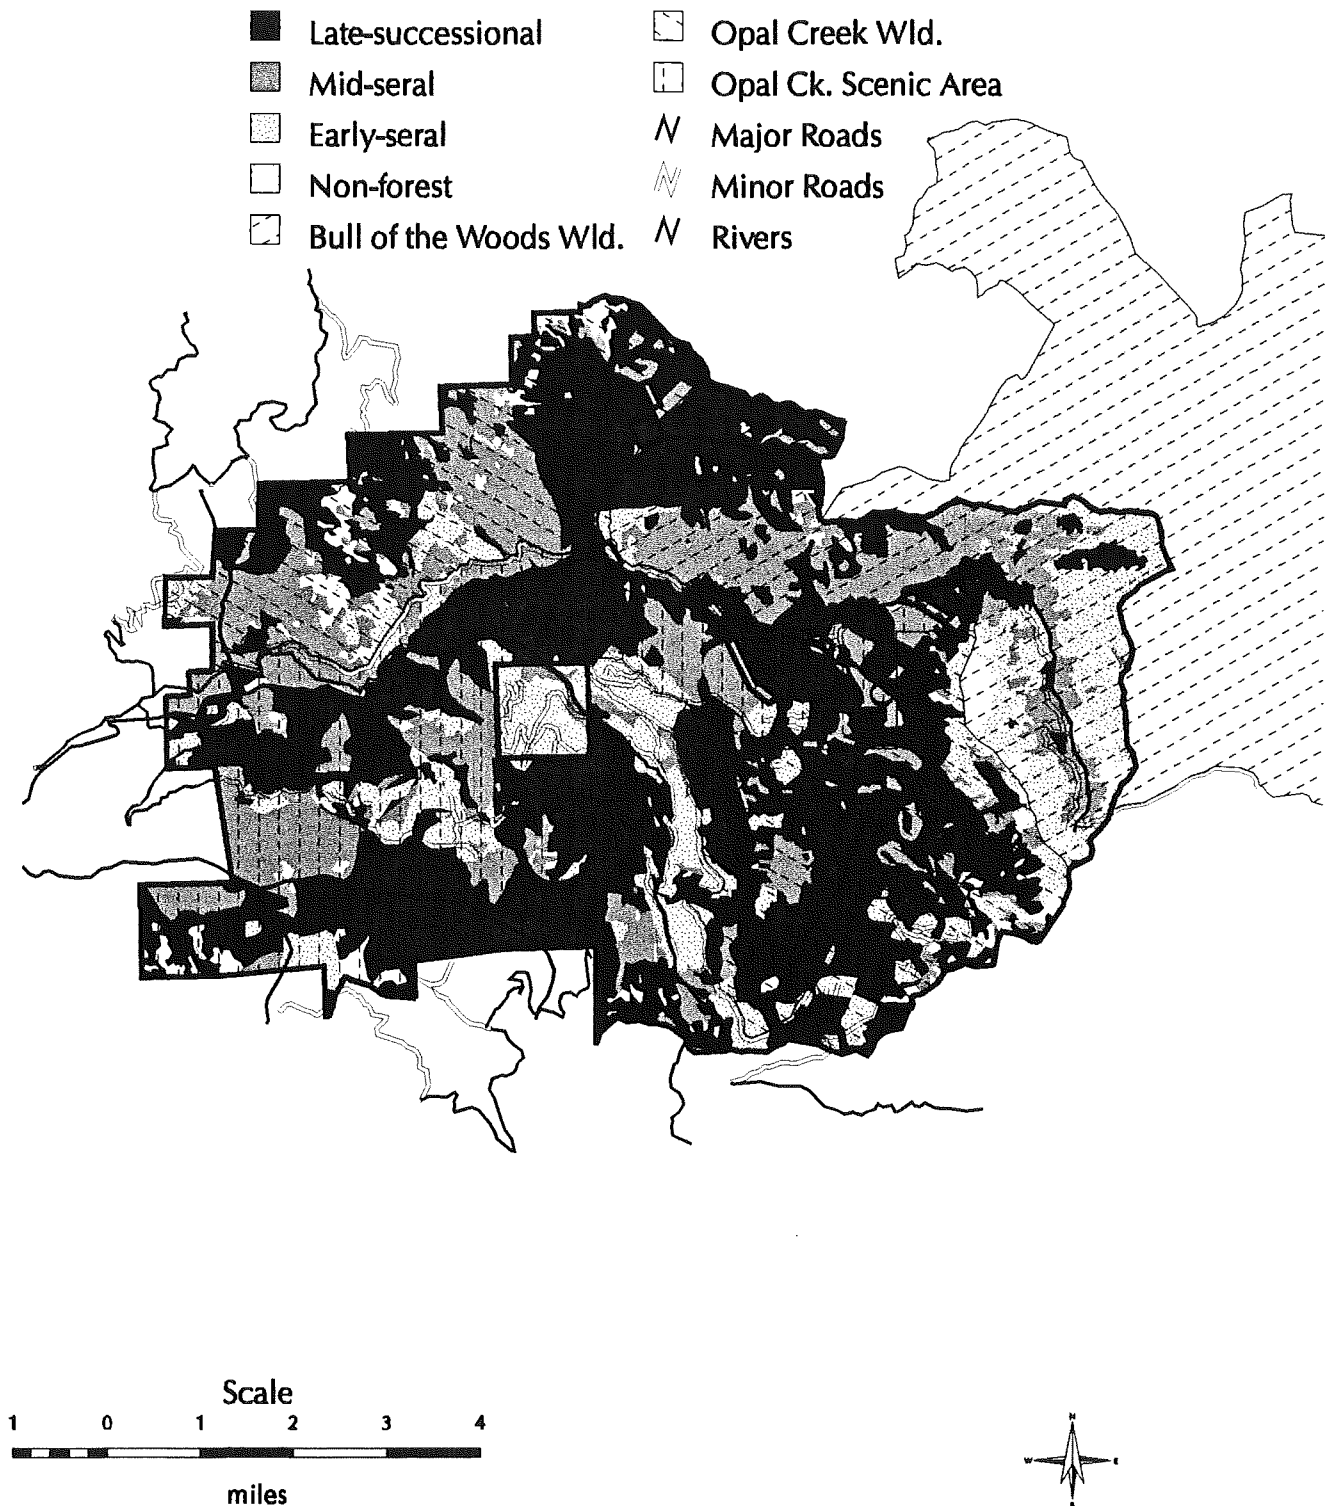 Late-successional
Mid-seral
Early-seral
Non-forest
Bull of the Woods Wld.
Opal Creek Wld.
Opal Ck. Scenic Area
Major Roads
Minor Roads
Rivers
Scale
1 0 1 2 3 4
miles
N
W E
S